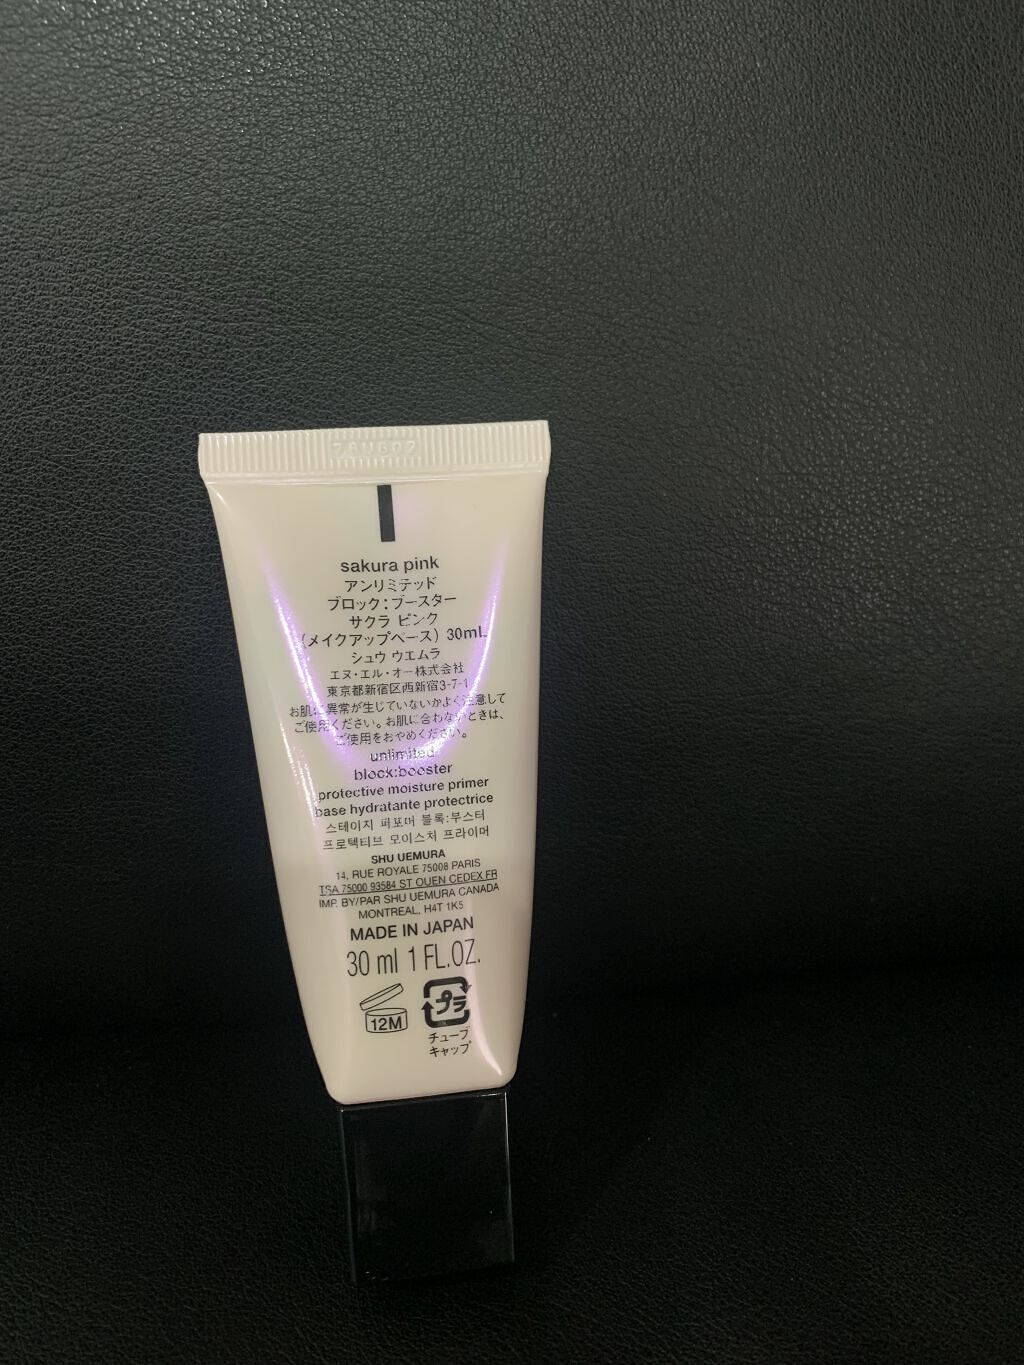 sakura pink
アンリミテッド
ブロック：ブースター
サクラ ピンク
（メイクアップベース）30mL
シュウ ウエムラ
エヌ・エル・オー株式会社
東京都新宿区西新宿3-7-1
お肌に異常が生じていないかよく注意して
ご使用ください。お肌に合わないときは、
ご使用をおやめください。
unlimited
block:booster
protective moisture primer
base hydratante protectrice
스테이지 퍼포머 블록:부스터
프로텍티브 모이스처 프라이머
SHU UEMURA
14, RUE ROYALE 75008 PARIS
TSA 75000 93584 ST OUEN CEDEX FR
IMP. BY/PAR SHU UEMURA CANADA
MONTREAL, H4T 1K5
MADE IN JAPAN
30 ml 1 FL.OZ.
12M
プラ
チューブ
キャップ